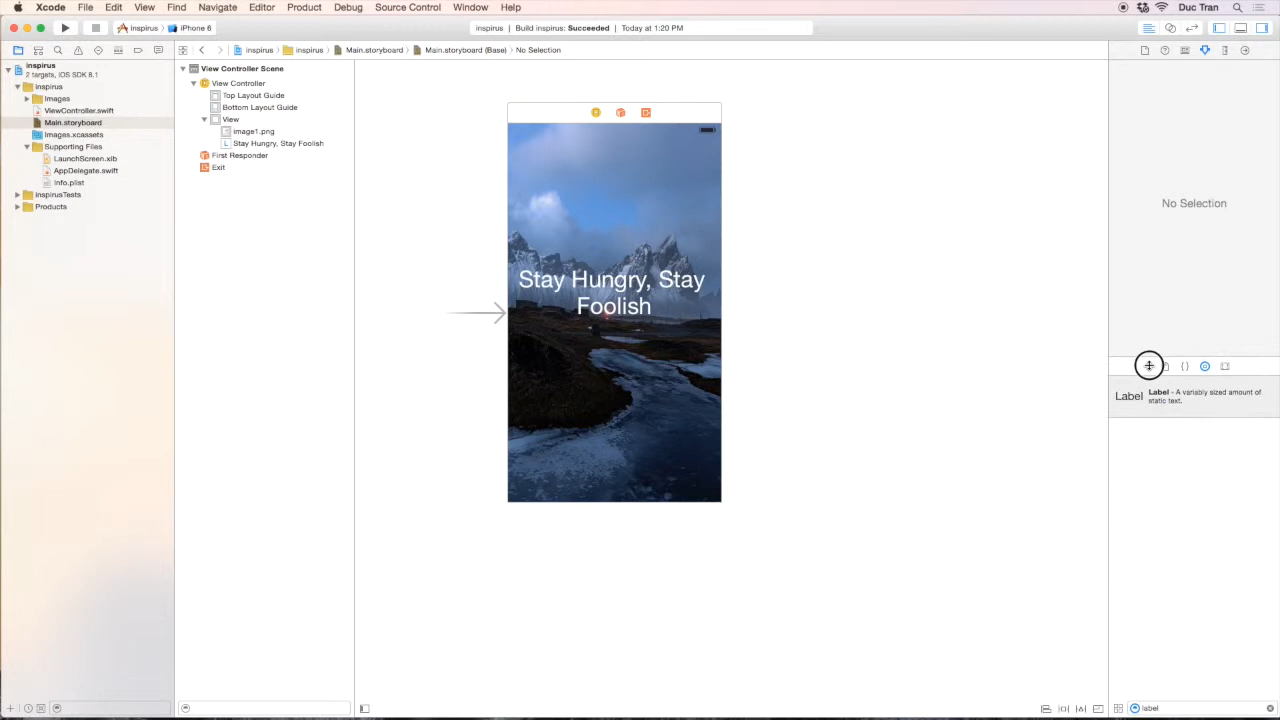 Xcode File Edit View Find Navigate Editor Product Debug Source Control Window Help Duc Tran
inspirus iPhone 6 inspirus | Build inspirus: Succeeded | Today at 1:20 PM
inspirus inspirus Main.storyboard Main.storyboard (Base) No Selection
inspirus
2 targets, iOS SDK 8.1
inspirus
Images
ViewController.swift
Main.storyboard
Images.xcassets
Supporting Files
LaunchScreen.xib
AppDelegate.swift
Info.plist
inspirusTests
Products
View Controller Scene
View Controller
Top Layout Guide
Bottom Layout Guide
View
image1.png
L Stay Hungry, Stay Foolish
First Responder
Exit
Stay Hungry, Stay
Foolish
No Selection
{ }
Label
Label - A variably sized amount of
static text.
label